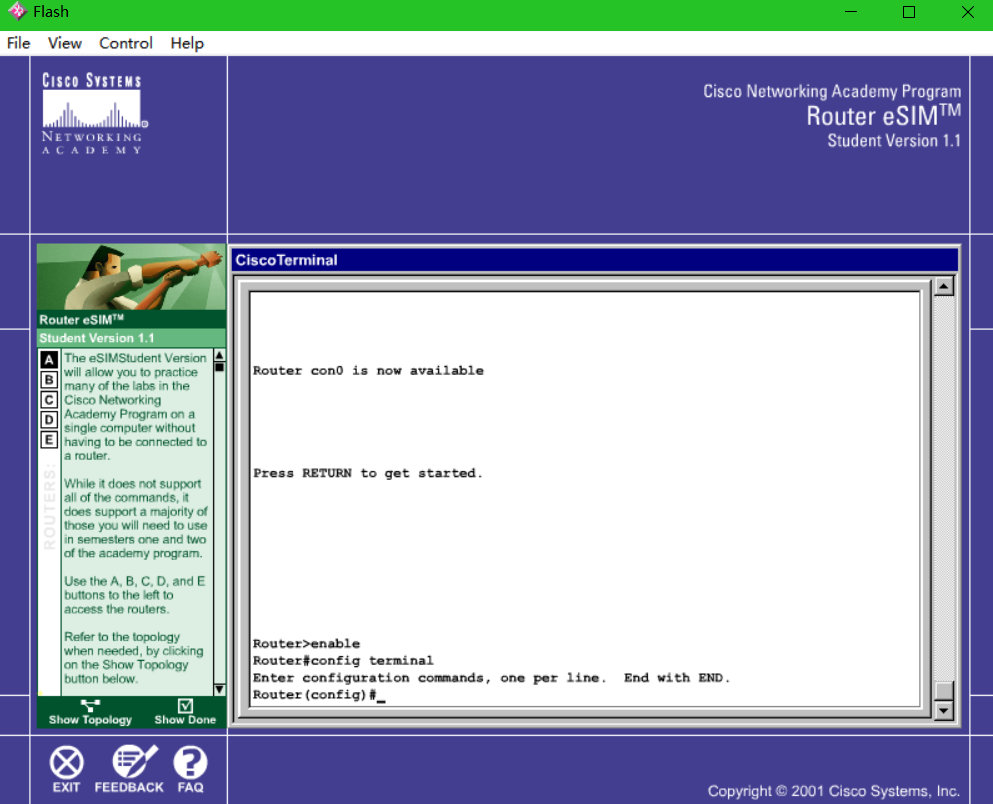 Flash
File View Control Help
CISCO SYSTEMS
NETWORKING
ACADEMY
Cisco Networking Academy Program
Router eSIM™
Student Version 1.1
Router eSIM™
Student Version 1.1
A
B
C
D
E
ROUTERS:
The eSIMStudent Version
will allow you to practice
many of the labs in the
Cisco Networking
Academy Program on a
single computer without
having to be connected to
a router.
While it does not support
all of the commands, it
does support a majority of
those you will need to use
in semesters one and two
of the academy program.
Use the A, B, C, D, and E
buttons to the left to
access the routers.
Refer to the topology
when needed, by clicking
on the Show Topology
button below.
Show Topology Show Done
CiscoTerminal
Router con0 is now available
Press RETURN to get started.
Router>enable
Router#config terminal
Enter configuration commands, one per line.  End with END.
Router(config)#_
EXIT FEEDBACK FAQ
Copyright © 2001 Cisco Systems, Inc.